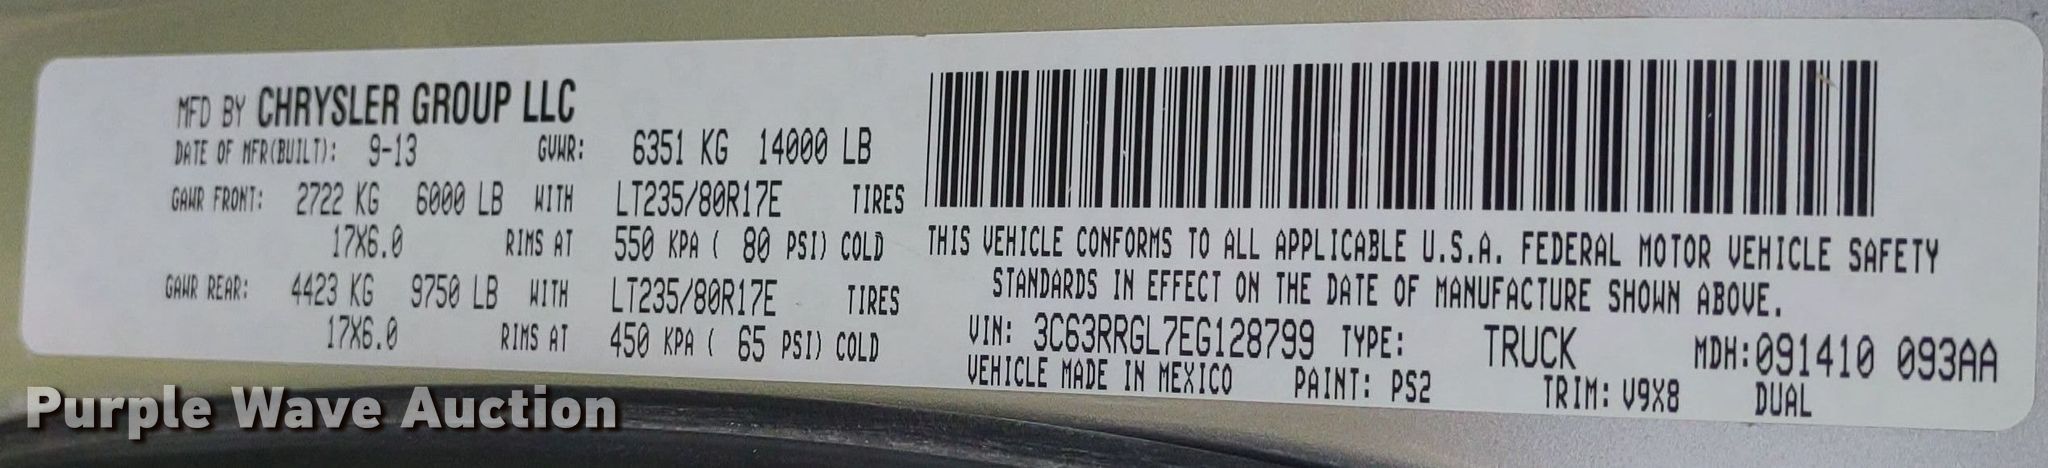 MFD BY CHRYSLER GROUP LLC
DATE OF MFR(BUILT): 9-13 GVWR: 6351 KG 14000 LB
GAWR FRONT: 2722 KG 6000 LB WITH LT235/80R17E TIRES
17X6.0 RIMS AT 550 KPA ( 80 PSI) COLD
GAWR REAR: 4423 KG 9750 LB WITH LT235/80R17E TIRES
17X6.0 RIMS AT 450 KPA ( 65 PSI) COLD
THIS VEHICLE CONFORMS TO ALL APPLICABLE U.S.A. FEDERAL MOTOR VEHICLE SAFETY
STANDARDS IN EFFECT ON THE DATE OF MANUFACTURE SHOWN ABOVE.
VIN: 3C63RRGL7EG128799 TYPE: TRUCK MDH:091410 093AA
VEHICLE MADE IN MEXICO PAINT: PS2 TRIM: V9X8 DUAL
Purple Wave Auction